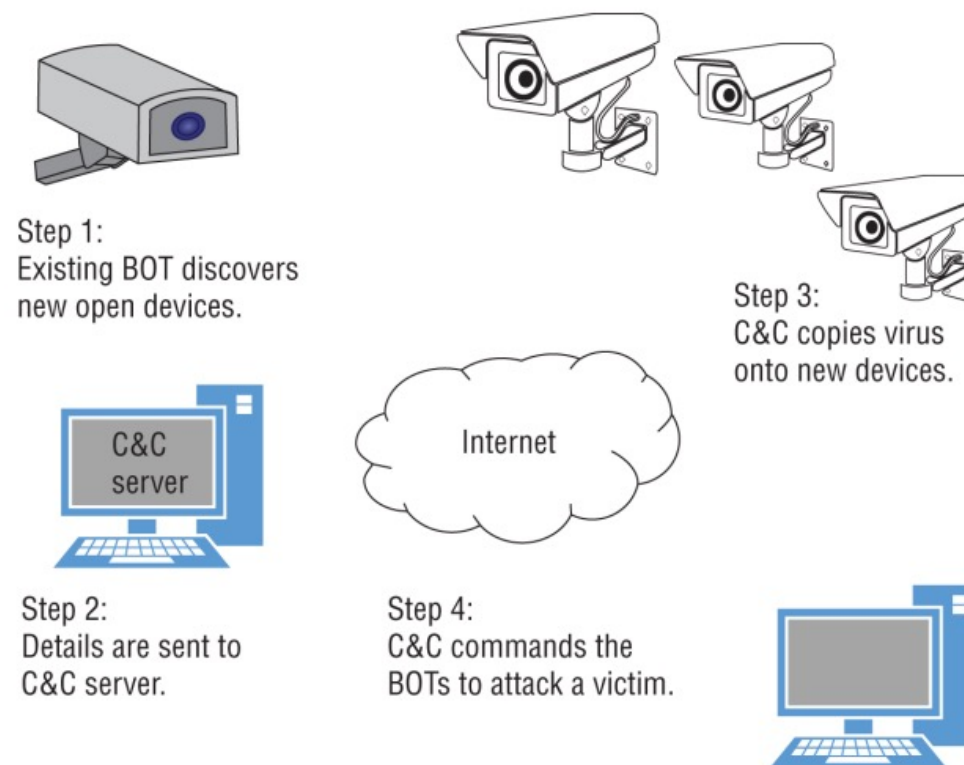 Step 1:
Existing BOT discovers
new open devices.
Step 3:
C&C copies virus
onto new devices.
C&C
server
Internet
Step 2:
Details are sent to
C&C server.
Step 4:
C&C commands the
BOTs to attack a victim.